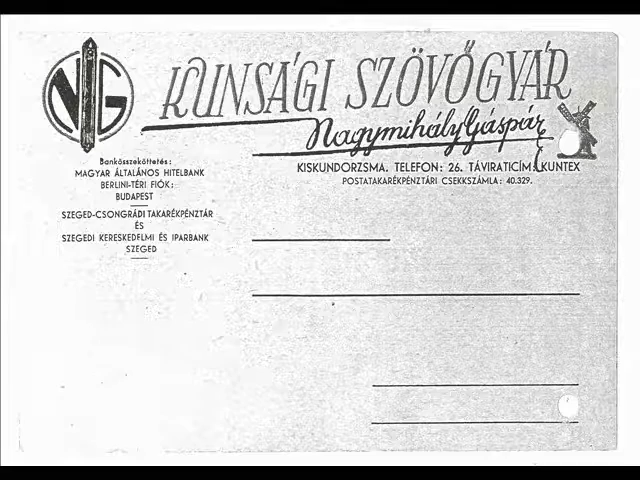 NG
KUNSÁGI SZÖVŐGYÁR
Nagymihály Gáspár
KISKUNDORZSMA. TELEFON: 26. TÁVIRATICÍM: KUNTEX
POSTATAKARÉKPÉNZTÁRI CSEKKSZÁMLA: 40.329.
Bankösszeköttetés:
MAGYAR ÁLTALÁNOS HITELBANK
BERLINI-TÉRI FIÓK:
BUDAPEST
SZEGED-CSONGRÁDI TAKARÉKPÉNZTÁR
ÉS
SZEGEDI KERESKEDELMI ÉS IPARBANK
SZEGED